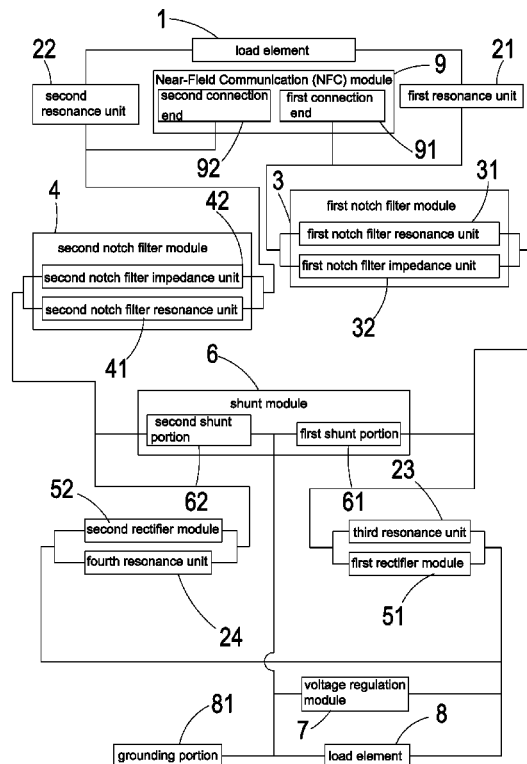 1
22
load element
9
21
second
resonance unit
Near-Field Communication (NFC) module
second connection
end
first connection
end
first resonance unit
92
91
4
42
3
31
first notch filter module
first notch filter resonance unit
first notch filter impedance unit
32
second notch filter module
second notch filter impedance unit
second notch filter resonance unit
41
6
shunt module
second shunt
portion
first shunt portion
62
61
52
23
second rectifier module
fourth resonance unit
24
third resonance unit
first rectifier module
51
voltage regulation
module
7
81
8
grounding portion
load element